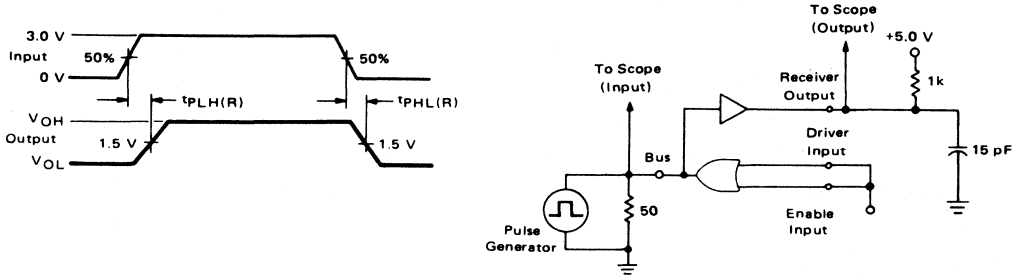 3.0 V
Input
50%
50%
0 V
tPLH(R)
tPHL(R)
VOH
Output
1.5 V
1.5 V
VOL
To Scope
(Output)
+5.0 V
To Scope
(Input)
Receiver
Output
1k
Driver
Input
15 pF
Bus
50
Pulse
Generator
Enable
Input